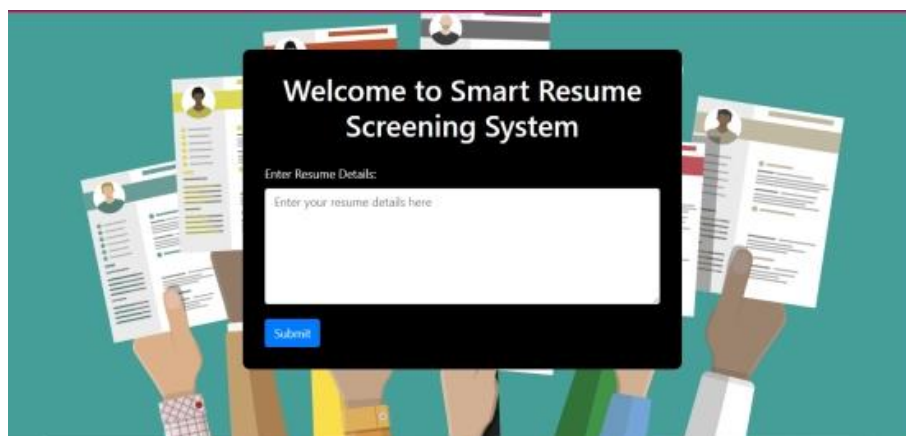 Welcome to Smart Resume
Screening System
Enter Resume Details:
Enter your resume details here
Submit